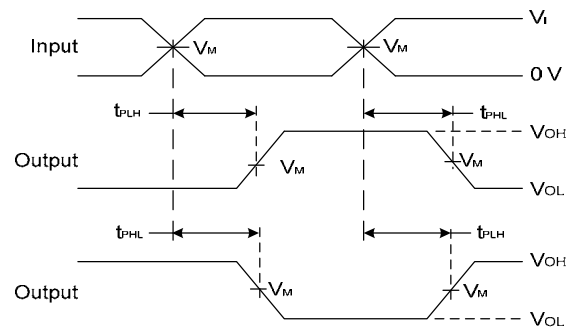 VI
Input VM VM
0 V
tPLH tPHL
VOH
Output VM VM
VOL
tPHL tPLH
VOH
VM VM
Output
VOL